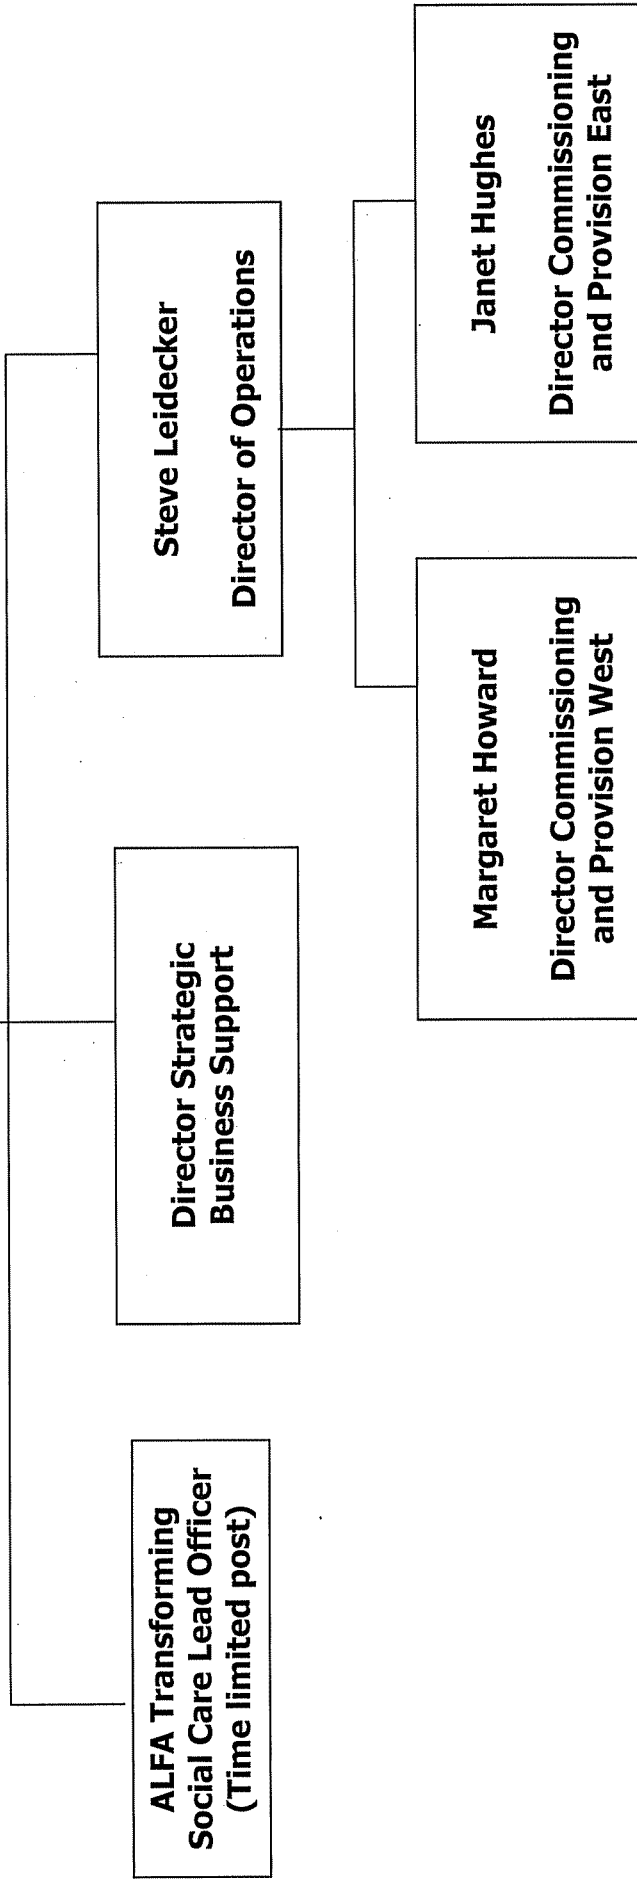 ALFA Transforming
Social Care Lead Officer
(Time limited post)
Director Strategic
Business Support
Steve Leidecker
Director of Operations
Margaret Howard
Director Commissioning
and Provision West
Janet Hughes
Director Commissioning
and Provision East